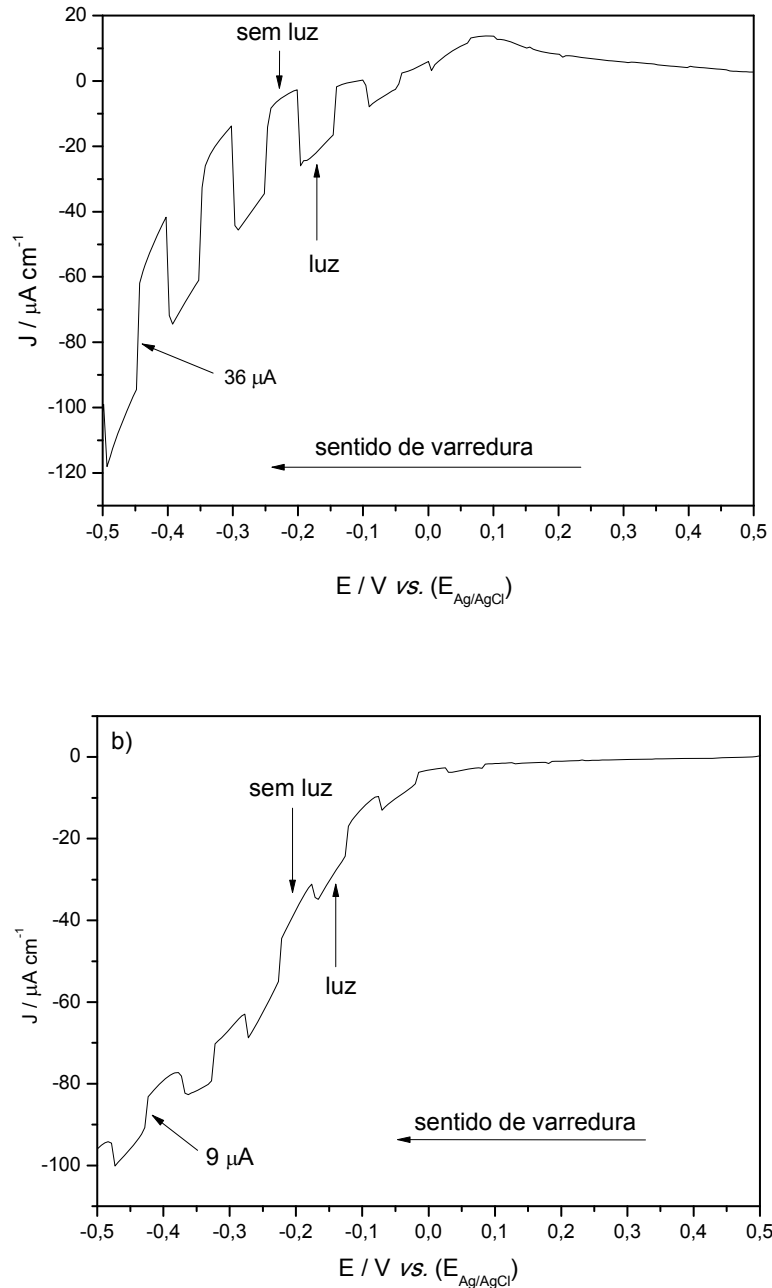 sem luz
20
0
-20
-40
-60
-80
-100
-120
J / μA cm⁻¹
luz
36 μA
sentido de varredura
-0,5 -0,4 -0,3 -0,2 -0,1 0,0 0,1 0,2 0,3 0,4 0,5
E / V vs. (E_Ag/AgCl)
b)
0
-20
-40
-60
-80
-100
J / μA cm⁻¹
sem luz
luz
9 μA
sentido de varredura
-0,5 -0,4 -0,3 -0,2 -0,1 0,0 0,1 0,2 0,3 0,4 0,5
E / V vs. (E_Ag/AgCl)